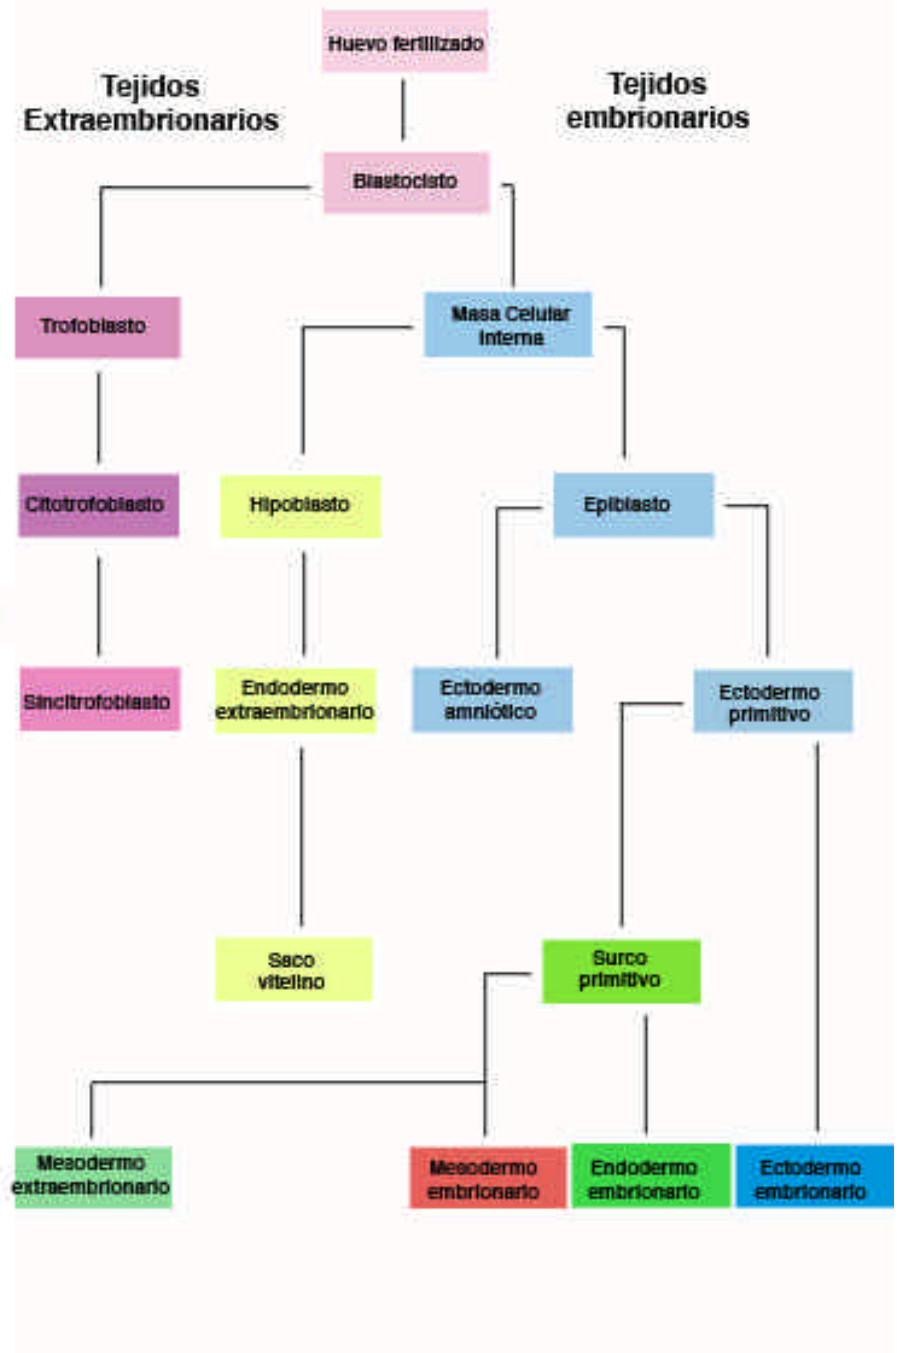 Huevo fertilizado
Tejidos
Extraembrionarios
Tejidos
embrionarios
Blastocisto
Trofoblasto
Masa Celular
interna
Citotrofoblasto
Hipoblasto
Epiblasto
Sincitrofoblasto
Endodermo
extraembrionario
Ectodermo
amniótico
Ectodermo
primitivo
Saco
vitelino
Surco
primitivo
Mesodermo
extraembrionario
Mesodermo
embrionario
Endodermo
embrionario
Ectodermo
embrionario